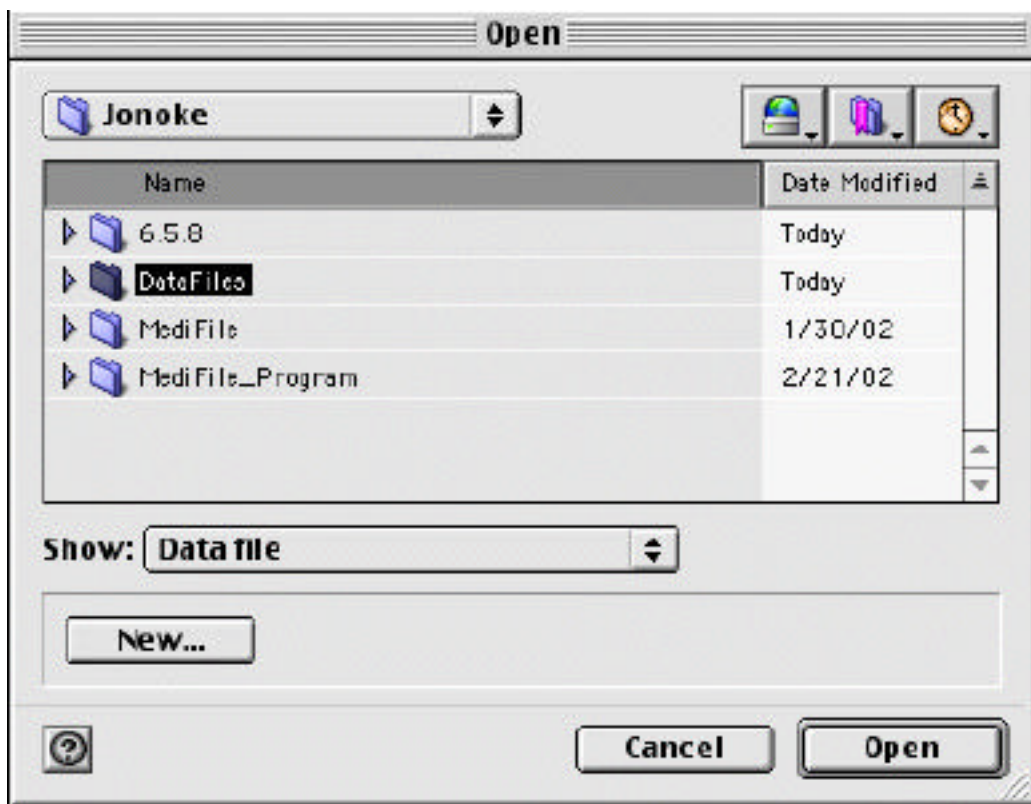 Open
Jonoke
Name Date Modified
6.5.8 Today
DataFiles Today
MediFile 1/30/02
MediFile_Program 2/21/02
Show: Data file
New...
Cancel Open